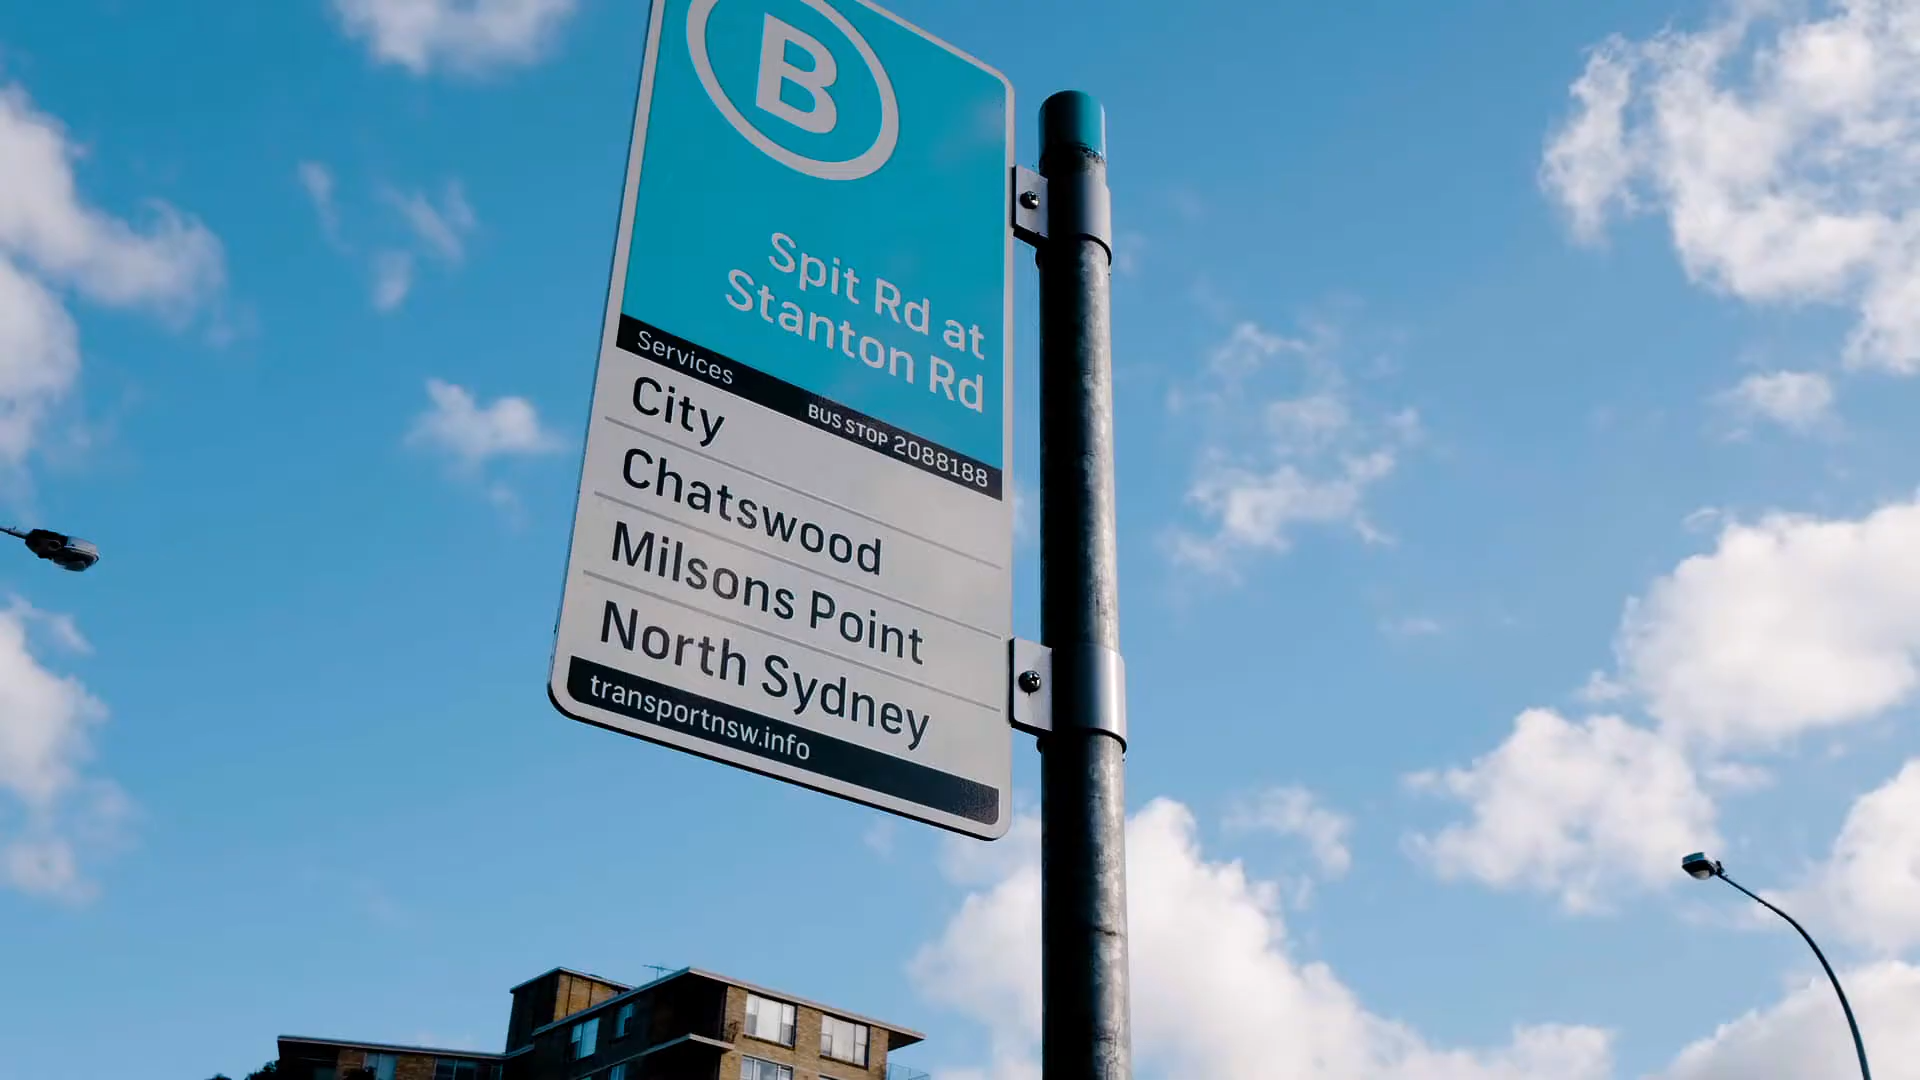 B
Spit Rd at
Stanton Rd
Services
BUS STOP 2088188
City
Chatswood
Milsons Point
North Sydney
transportnsw.info